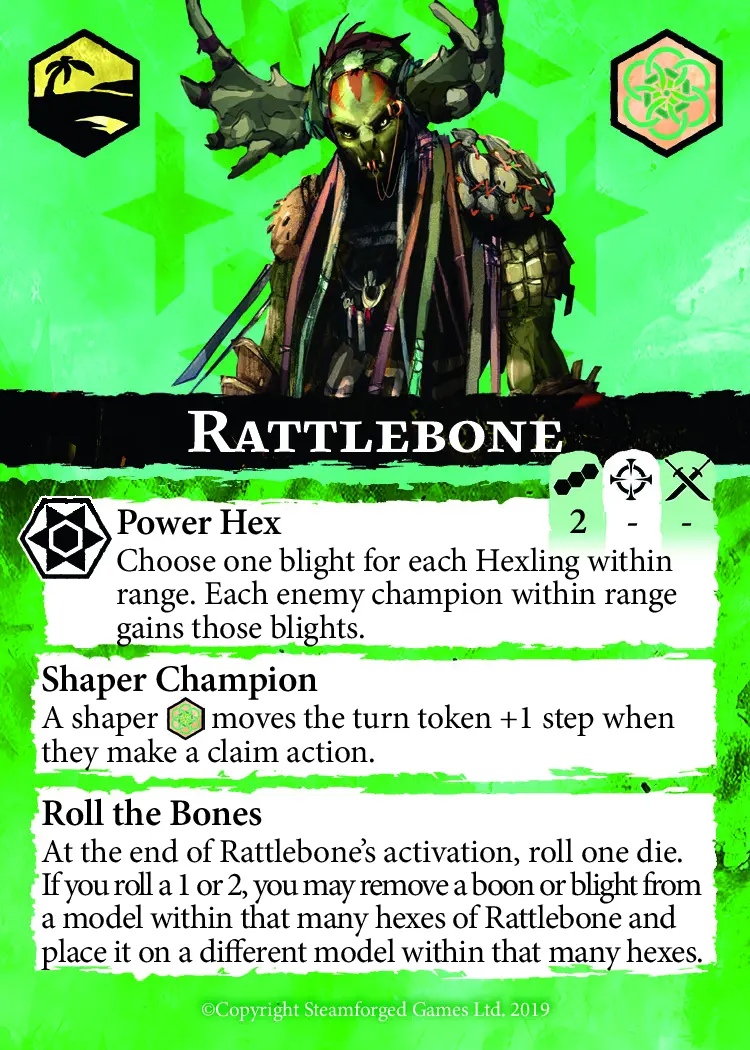 Rattlebone
Power Hex
2 - -
Choose one blight for each Hexling within
range. Each enemy champion within range
gains those blights.
Shaper Champion
A shaper moves the turn token +1 step when
they make a claim action.
Roll the Bones
At the end of Rattlebone’s activation, roll one die.
If you roll a 1 or 2, you may remove a boon or blight from
a model within that many hexes of Rattlebone and
place it on a different model within that many hexes.
©Copyright Steamforged Games Ltd. 2019